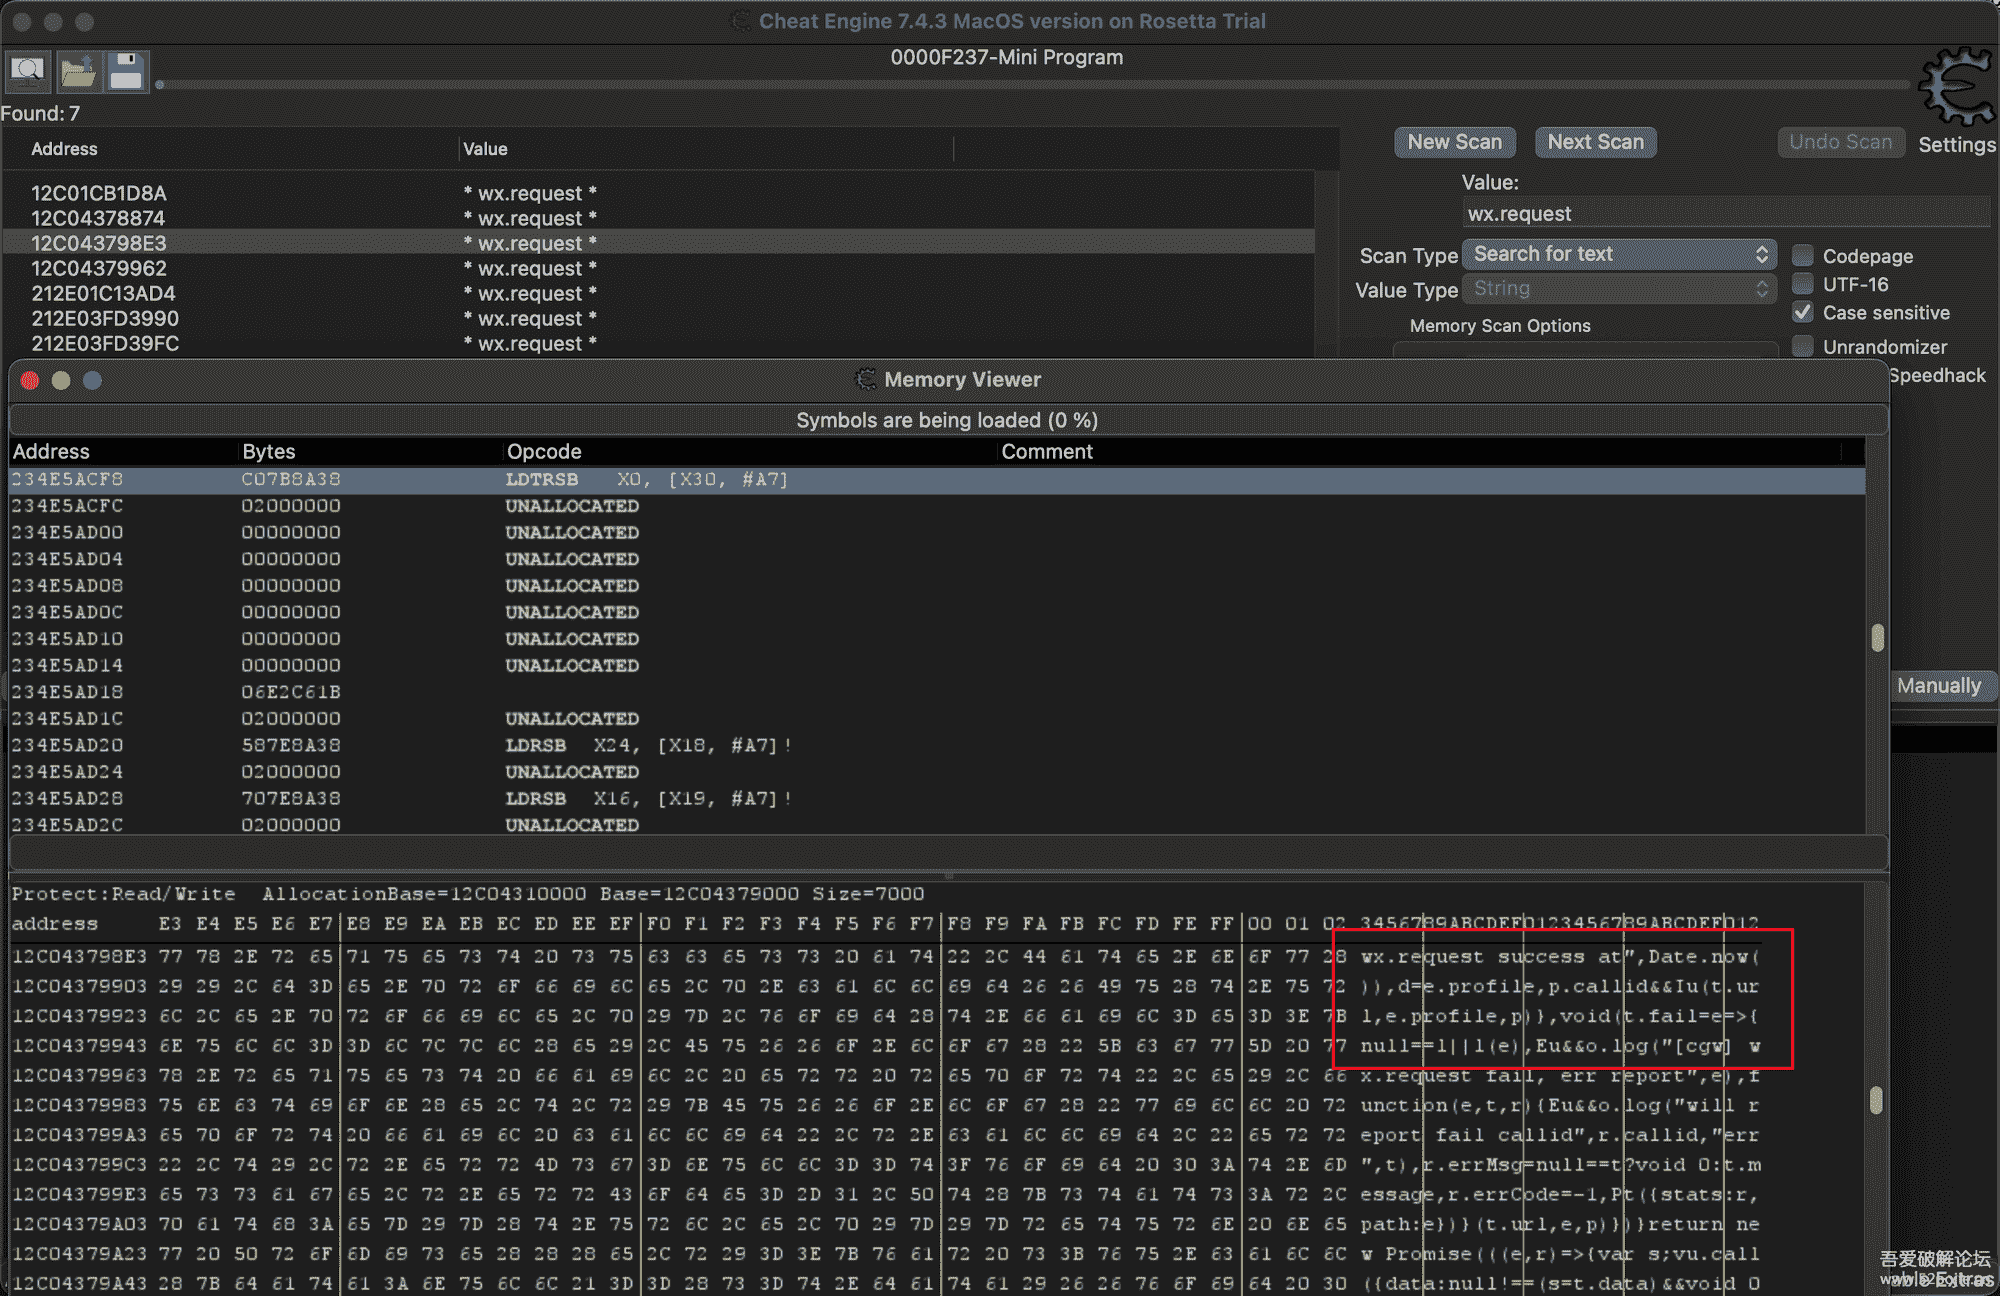 Cheat Engine 7.4.3 MacOS version on Rosetta Trial
0000F237-Mini Program
Found: 7
Address Value
12C01CB1D8A * wx.request *
12C04378874 * wx.request *
12C043798E3 * wx.request *
12C04379962 * wx.request *
212E01C13AD4 * wx.request *
212E03FD3990 * wx.request *
212E03FD39FC * wx.request *
New Scan Next Scan Undo Scan Settings
Value:
wx.request
Scan Type Search for text
Value Type String
Memory Scan Options
Codepage
UTF-16
Case sensitive
Unrandomizer
Speedhack
Manually
Memory Viewer
Symbols are being loaded (0 %)
Address Bytes Opcode Comment
234E5ACF8 C07B8A38 LDTRSB X0, [X30, #A7]
234E5ACFC 02000000 UNALLOCATED
234E5AD00 00000000 UNALLOCATED
234E5AD04 00000000 UNALLOCATED
234E5AD08 00000000 UNALLOCATED
234E5AD0C 00000000 UNALLOCATED
234E5AD10 00000000 UNALLOCATED
234E5AD14 00000000 UNALLOCATED
234E5AD18 06E2C61B
234E5AD1C 02000000 UNALLOCATED
234E5AD20 587E8A38 LDRSB X24, [X18, #A7]!
234E5AD24 02000000 UNALLOCATED
234E5AD28 707E8A38 LDRSB X16, [X19, #A7]!
234E5AD2C 02000000 UNALLOCATED
Protect:Read/Write AllocationBase=12C04310000 Base=12C04379000 Size=7000
address E3 E4 E5 E6 E7 E8 E9 EA EB EC ED EE EF F0 F1 F2 F3 F4 F5 F6 F7 F8 F9 FA FB FC FD FE FF 00 01 02 3456789ABCDEF0123456789ABCDEF012
12C043798E3 77 78 2E 72 65 71 75 65 73 74 20 73 75 63 63 65 73 73 20 61 74 22 2C 44 61 74 65 2E 6E 6F 77 28 wx.request success at",Date.now(
12C04379903 29 29 2C 64 3D 65 2E 70 72 6F 66 69 6C 65 2C 70 2E 63 61 6C 6C 69 64 26 26 49 75 28 74 2E 75 72 )),d=e.profile,p.callid&&Iu(t.ur
12C04379923 6C 2C 65 2E 70 72 6F 66 69 6C 65 2C 70 29 7D 2C 76 6F 69 64 28 74 2E 66 61 69 6C 3D 65 3D 3E 7B l,e.profile,p)},void(t.fail=e=>{
12C04379943 6E 75 6C 6C 3D 3D 6C 7C 7C 6C 28 65 29 2C 45 75 26 26 6F 2E 6C 6F 67 28 22 5B 63 67 77 5D 20 77 null==l||l(e),Eu&&o.log("[cgw] w
12C04379963 78 2E 72 65 71 75 65 73 74 20 66 61 69 6C 2C 20 65 72 72 20 72 65 70 6F 72 74 22 2C 65 29 2C 66 x.request fail, err report",e),f
12C04379983 75 6E 63 74 69 6F 6E 28 65 2C 74 2C 72 29 7B 45 75 26 26 6F 2E 6C 6F 67 28 22 77 69 6C 6C 20 72 unction(e,t,r){Eu&&o.log("will r
12C043799A3 65 70 6F 72 74 20 66 61 69 6C 20 63 61 6C 6C 69 64 22 2C 72 2E 63 61 6C 6C 69 64 2C 22 65 72 72 eport fail callid",r.callid,"err
12C043799C3 22 2C 74 29 2C 72 2E 65 72 72 4D 73 67 3D 6E 75 6C 6C 3D 3D 74 3F 76 6F 69 64 20 30 3A 74 2E 6D ",t),r.errMsg=null==t?void 0:t.m
12C043799E3 65 73 73 61 67 65 2C 72 2E 65 72 72 43 6F 64 65 3D 2D 31 2C 50 74 28 7B 73 74 61 74 73 3A 72 2C essage,r.errCode=-1,Pt({stats:r,
12C04379A03 70 61 74 68 3A 65 7D 29 7D 28 74 2E 75 72 6C 2C 65 2C 70 29 7D 29 7D 72 65 74 75 72 6E 20 6E 65 path:e})}(t.url,e,p)})}return ne
12C04379A23 77 20 50 72 6F 6D 69 73 65 28 28 28 65 2C 72 29 3D 3E 7B 76 61 72 20 73 3B 76 75 2E 63 61 6C 6C w Promise(((e,r)=>{var s;vu.call
12C04379A43 28 7B 64 61 74 61 3A 6E 75 6C 6C 21 3D 3D 28 73 3D 74 2E 64 61 74 61 29 26 26 76 6F 69 64 20 30 ({data:null!==(s=t.data)&&void 0
吾爱破解论坛